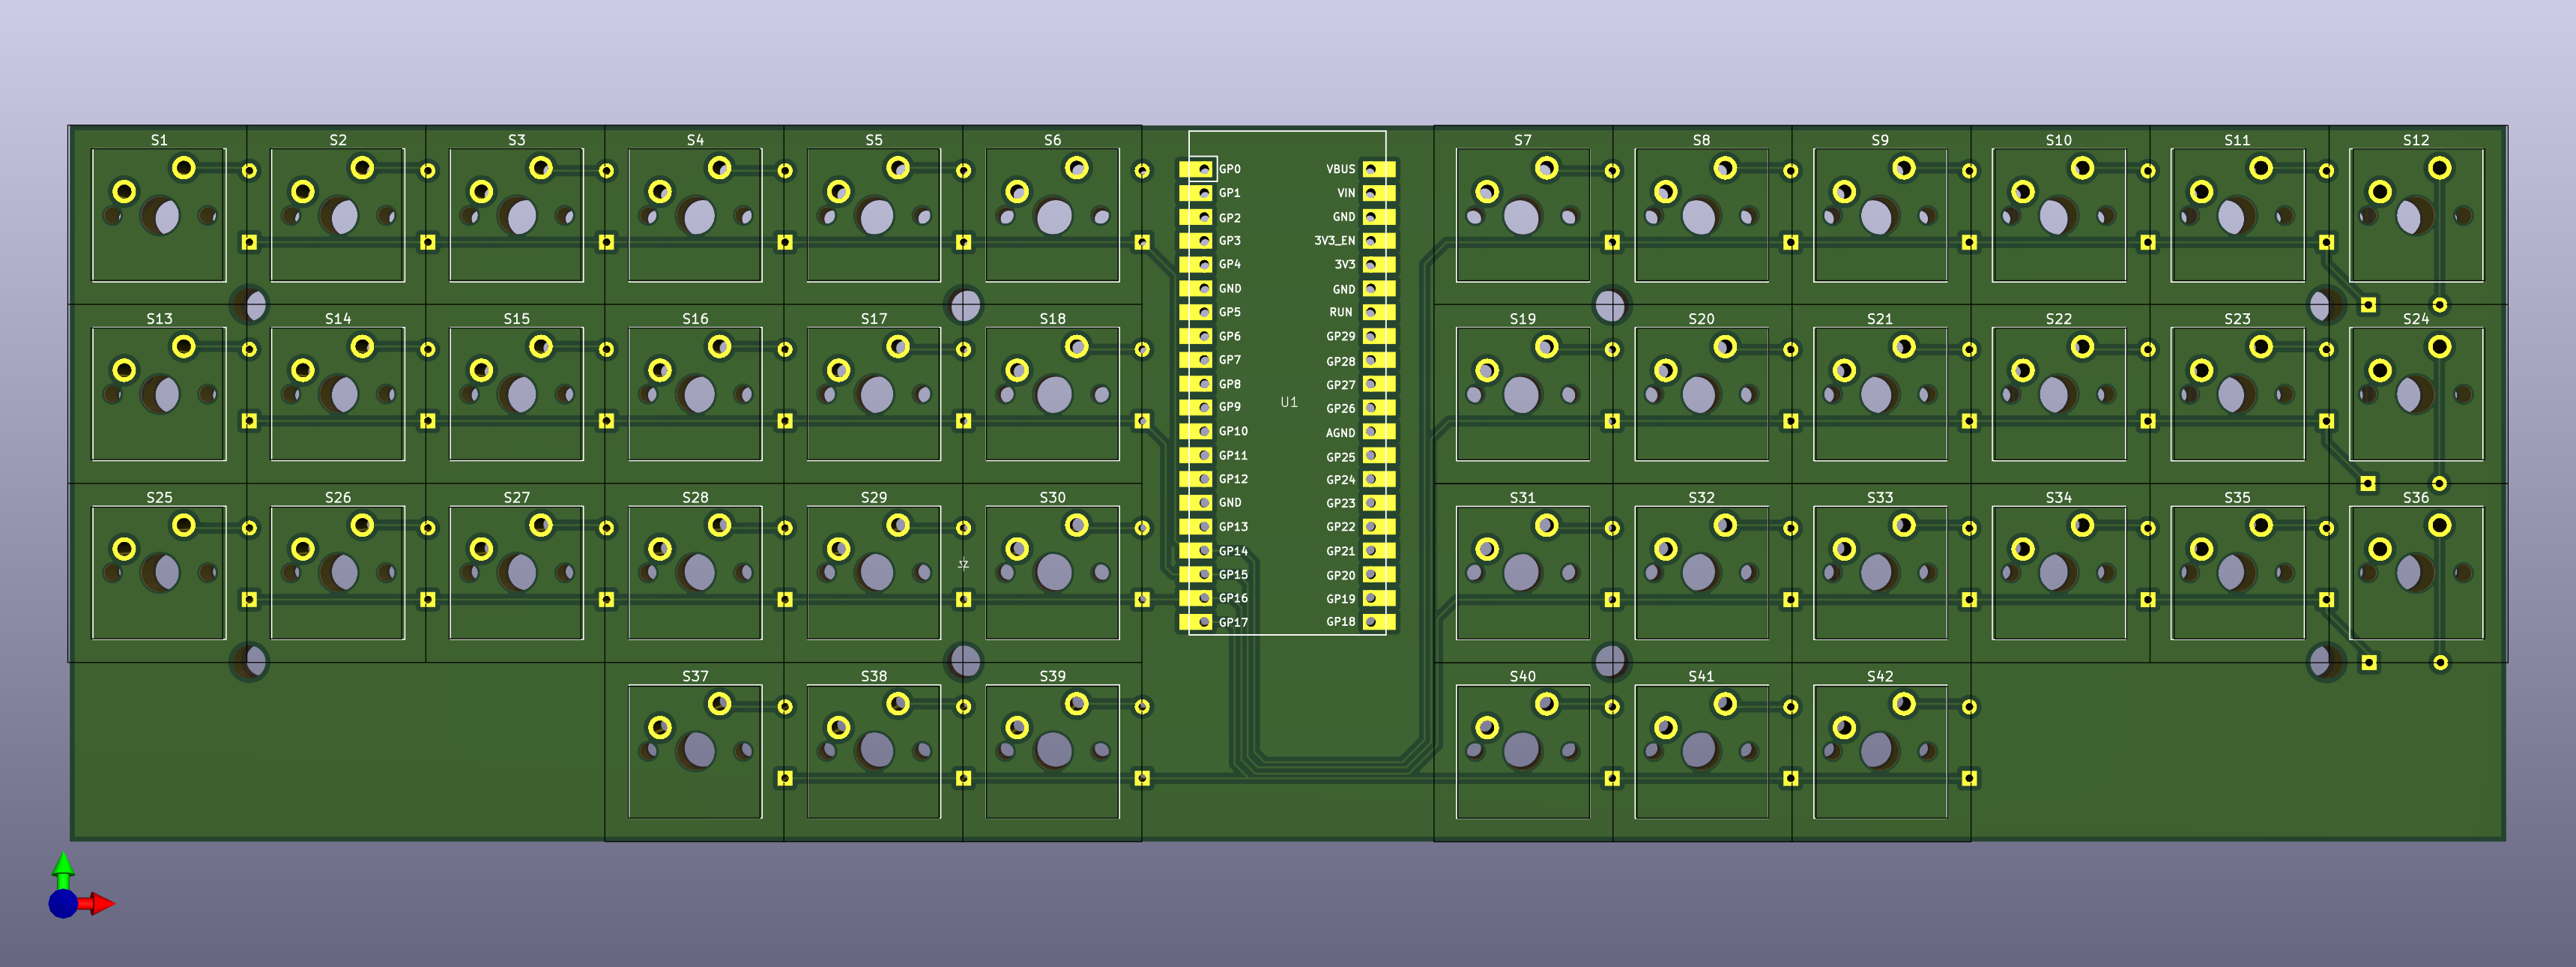 S1 S2 S3 S4 S5 S6 S7 S8 S9 S10 S11 S12
GP0 VBUS
GP1 VIN
GP2 GND
GP3 3V3_EN
GP4 3V3
GND GND
GP5 RUN
S13 S14 S15 S16 S17 S18 S19 S20 S21 S22 S23 S24
GP6 GP29
GP7 GP28
GP8 GP27
U1
GP9 GP26
GP10 AGND
GP11 GP25
GP12 GP24
S25 S26 S27 S28 S29 S30 S31 S32 S33 S34 S35 S36
GND GP23
GP13 GP22
GP14 GP21
GP15 GP20
GP16 GP19
GP17 GP18
S37 S38 S39 S40 S41 S42